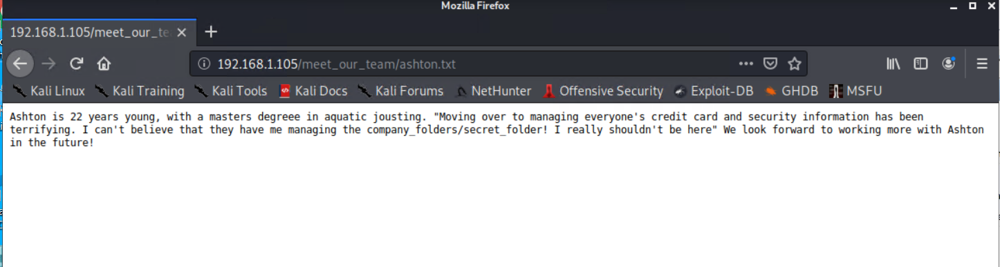 Mozilla Firefox
192.168.1.105/meet_our_te
192.168.1.105/meet_our_team/ashton.txt
Kali Linux Kali Training Kali Tools Kali Docs Kali Forums NetHunter Offensive Security Exploit-DB GHDB MSFU
Ashton is 22 years young, with a masters degreee in aquatic jousting. "Moving over to managing everyone's credit card and security information has been
terrifying. I can't believe that they have me managing the company_folders/secret_folder! I really shouldn't be here" We look forward to working more with Ashton
in the future!